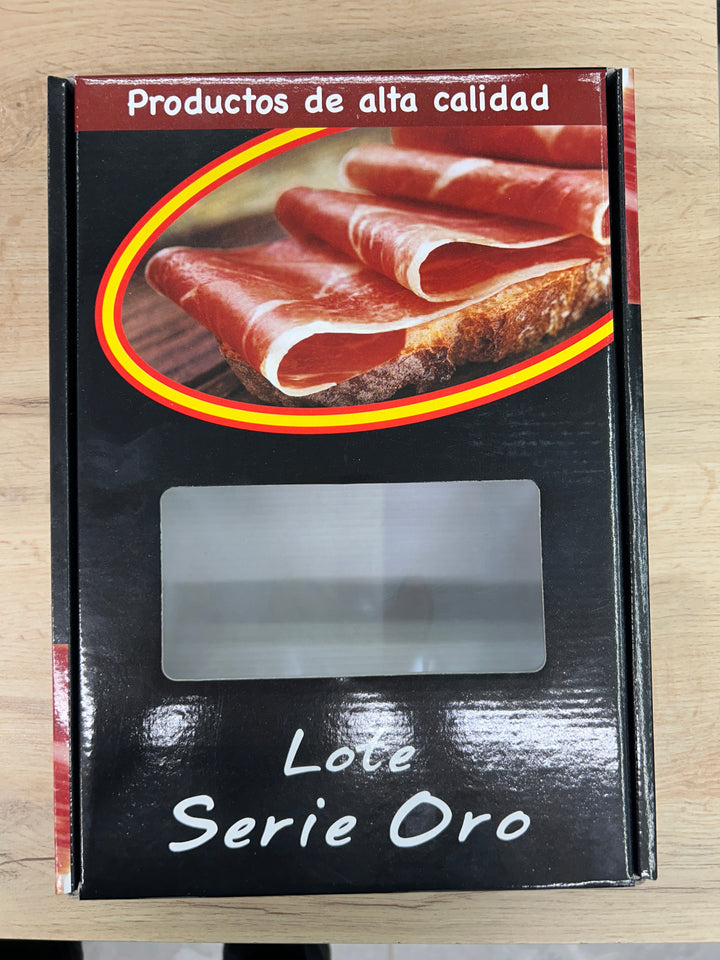 Productos de alta calidad
Lote
Serie Oro